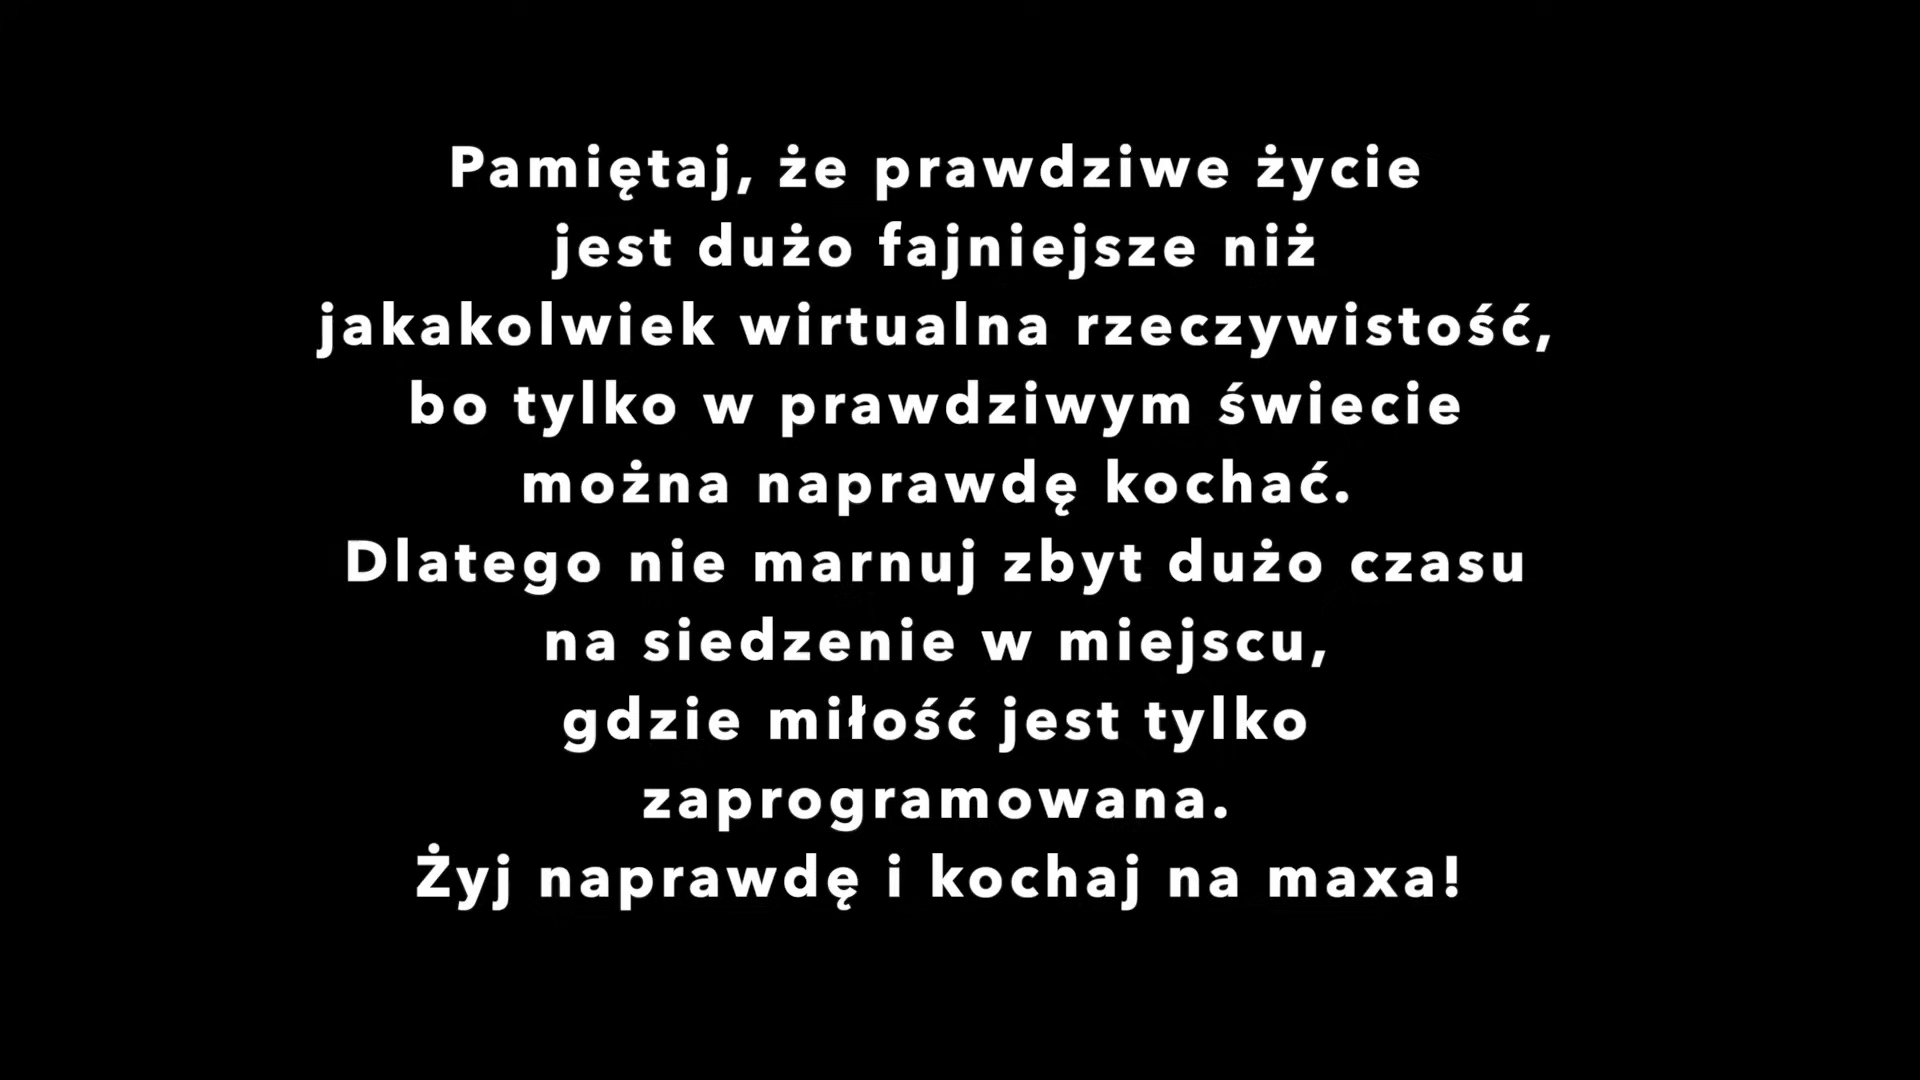 Pamiętaj, że prawdziwe życie
jest dużo fajniejsze niż
jakakolwiek wirtualna rzeczywistość,
bo tylko w prawdziwym świecie
można naprawdę kochać.
Dlatego nie marnuj zbyt dużo czasu
na siedzenie w miejscu,
gdzie miłość jest tylko
zaprogramowana.
Żyj naprawdę i kochaj na maxa!